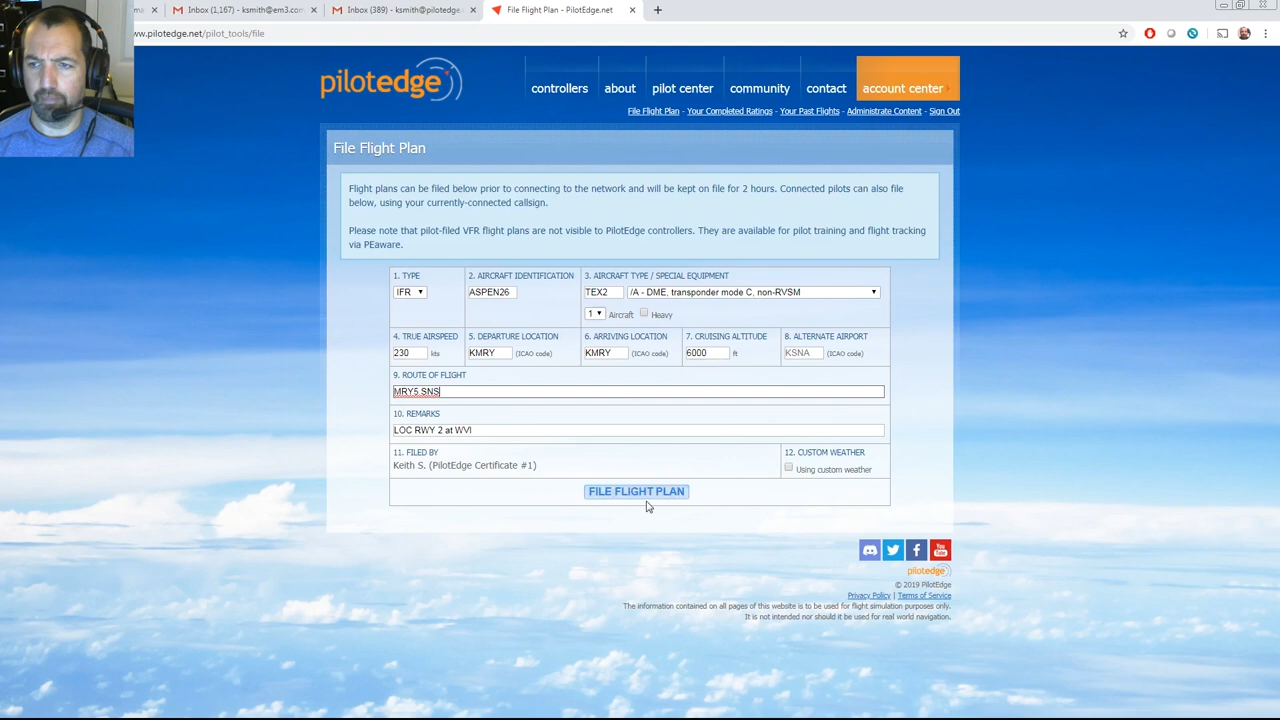 Inbox (1,167) - ksmith@em3.com
Inbox (389) - ksmith@pilotedge.
File Flight Plan - PilotEdge.net
ww.pilotedge.net/pilot_tools/file
pilotedge
controllers about pilot center community contact account center
File Flight Plan - Your Completed Ratings - Your Past Flights - Administrate Content - Sign Out
File Flight Plan
Flight plans can be filed below prior to connecting to the network and will be kept on file for 2 hours. Connected pilots can also file
below, using your currently-connected callsign.
Please note that pilot-filed VFR flight plans are not visible to PilotEdge controllers. They are available for pilot training and flight tracking
via PEaware.
1. TYPE 2. AIRCRAFT IDENTIFICATION 3. AIRCRAFT TYPE / SPECIAL EQUIPMENT
IFR ASPEN26 TEX2 /A - DME, transponder mode C, non-RVSM
1 Aircraft Heavy
4. TRUE AIRSPEED 5. DEPARTURE LOCATION 6. ARRIVING LOCATION 7. CRUISING ALTITUDE 8. ALTERNATE AIRPORT
230 kts KMRY (ICAO code) KMRY (ICAO code) 6000 ft KSNA (ICAO code)
9. ROUTE OF FLIGHT
MRY5.SNS
10. REMARKS
LOC RWY 2 at WVI
11. FILED BY 12. CUSTOM WEATHER
Keith S. (PilotEdge Certificate #1) Using custom weather
FILE FLIGHT PLAN
You Tube
pilotedge
© 2019 PilotEdge
Privacy Policy | Terms of Service
The information contained on all pages of this website is to be used for flight simulation purposes only.
It is not intended nor should it be used for real world navigation.